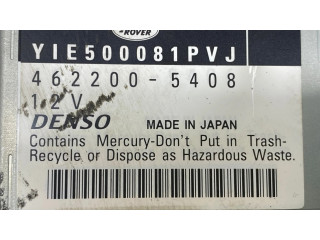 ROVER
YIE500081PVJ
462200-5408
12V
DENSO MADE IN JAPAN
Contains Mercury-Don't Put in Trash-
Recycle or Dispose as Hazardous Waste.